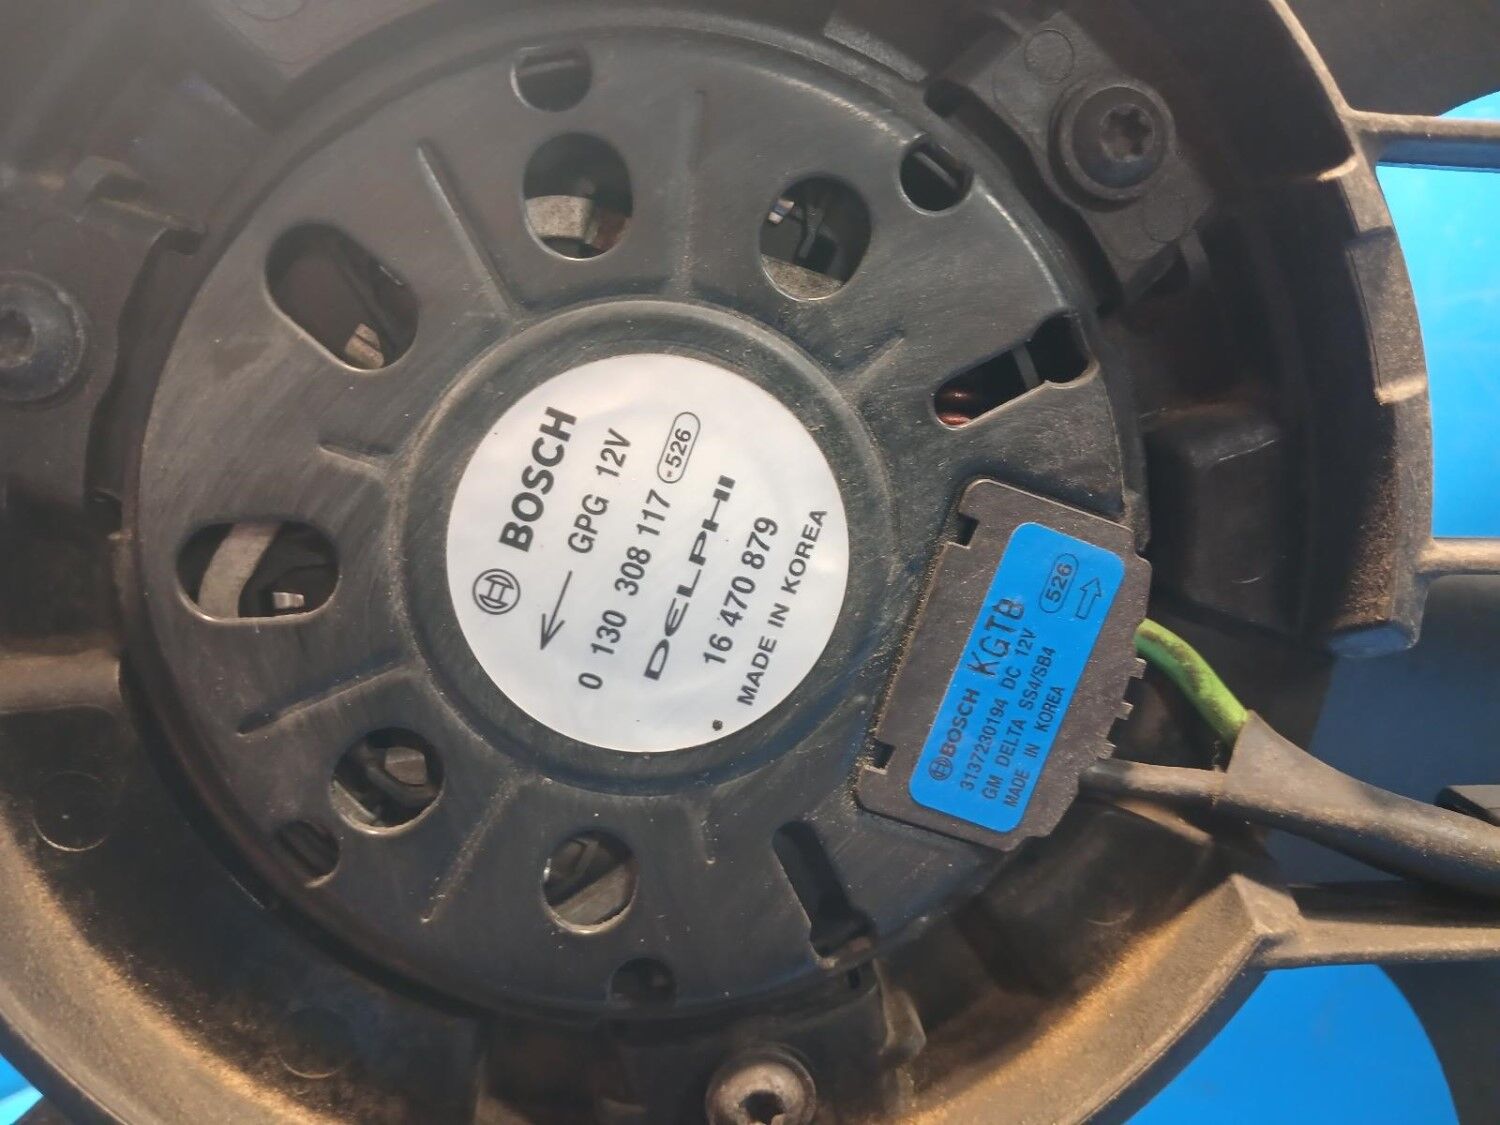 BOSCH
GPG 12V
0 130 308 117 526
DELPHI
16 470 879
MADE IN KOREA
BOSCH KGTB
3137230194 DC 12V 526
GM DELTA SS4/SB4
MADE IN KOREA